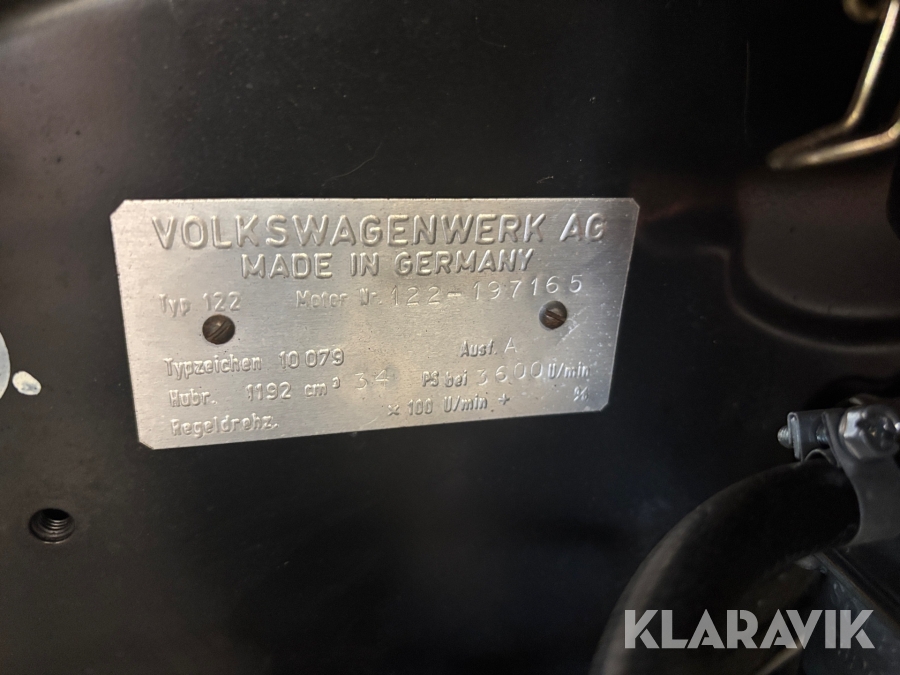 VOLKSWAGENWERK AG
MADE IN GERMANY
Typ 122 Motor Nr. 122-197165
Typzeichen 10 079 Ausf. A
Hubr. 1192 cm³ 34 PS bei 3600 U/min
Regeldrehz. × 100 U/min + %
KLARAVIK